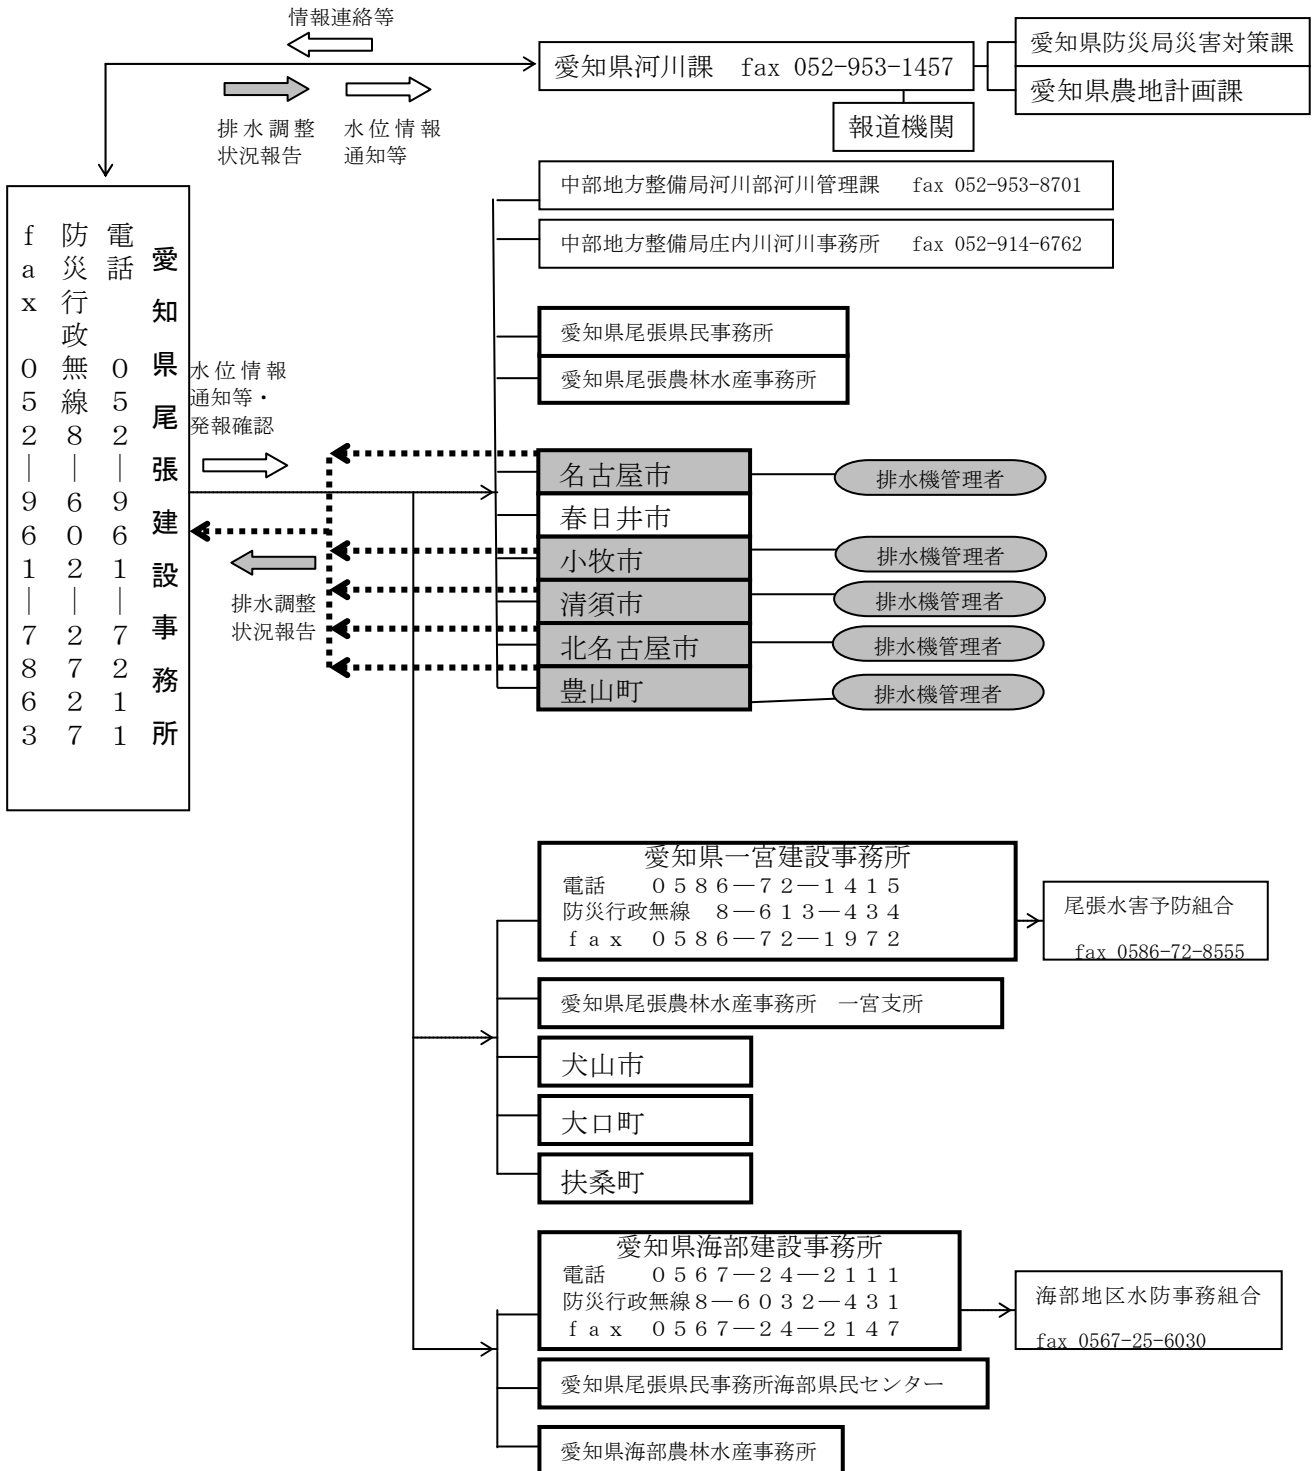 情報連絡等
愛知県河川課　fax 052-953-1457
愛知県防災局災害対策課
愛知県農地計画課
報道機関
排水調整
状況報告
水位情報
通知等
愛知県尾張建設事務所
電話　０５２―９６１―７２１１
防災行政無線８―６０２―２７２７
ｆａｘ　０５２―９６１―７８６３
水位情報
通知等・
発報確認
排水調整
状況報告
中部地方整備局河川部河川管理課　fax 052-953-8701
中部地方整備局庄内川河川事務所　fax 052-914-6762
愛知県尾張県民事務所
愛知県尾張農林水産事務所
名古屋市
排水機管理者
春日井市
小牧市
排水機管理者
清須市
排水機管理者
北名古屋市
排水機管理者
豊山町
排水機管理者
愛知県一宮建設事務所
電話　０５８６―７２―１４１５
防災行政無線　８―６１３―４３４
ｆａｘ　０５８６―７２―１９７２
尾張水害予防組合
fax 0586-72-8555
愛知県尾張農林水産事務所　一宮支所
犬山市
大口町
扶桑町
愛知県海部建設事務所
電話　０５６７―２４―２１１１
防災行政無線８―６０３２―４３１
ｆａｘ　０５６７―２４―２１４７
海部地区水防事務組合
fax 0567-25-6030
愛知県尾張県民事務所海部県民センター
愛知県海部農林水産事務所